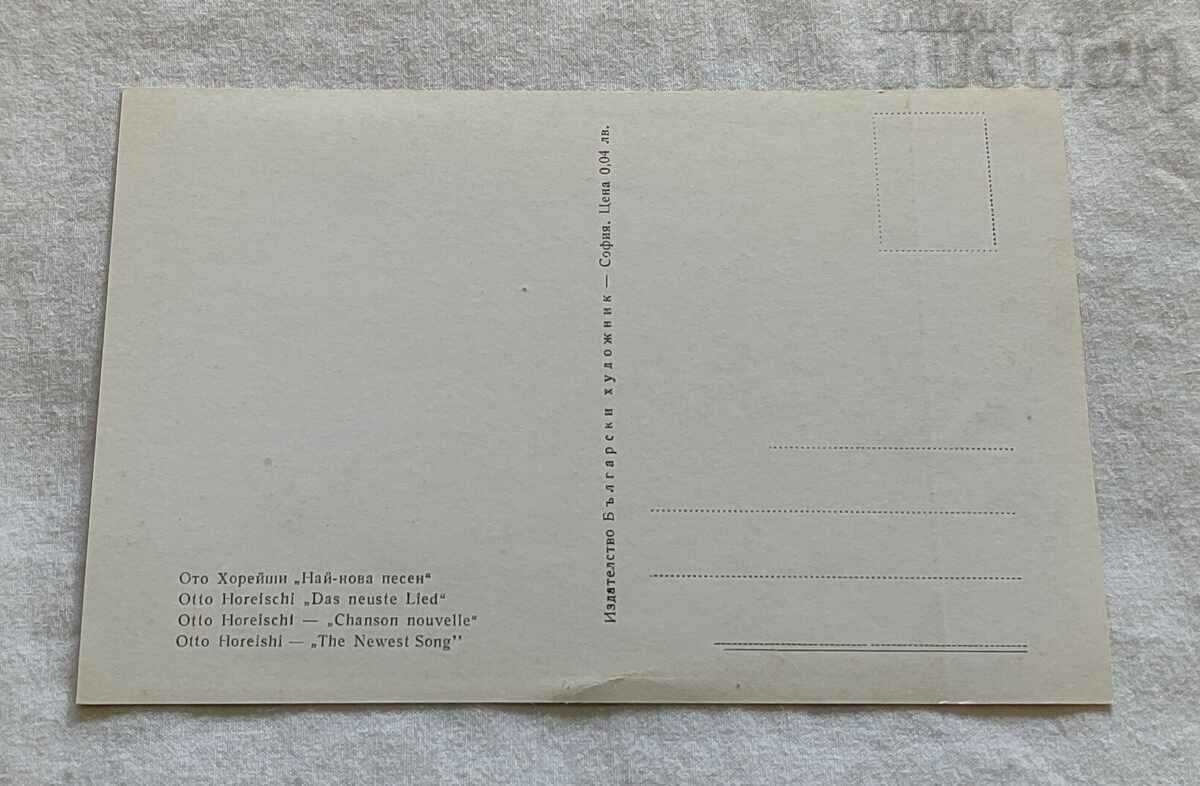 Ото Хорейши „Най-нова песен“
Otto Horeischi „Das neuste Lied“
Otto Horeischi — „Chanson nouvelle“
Otto Horeishi — „The Newest Song”
Издателство Български художник — София. Цена 0,04 лв.
auction